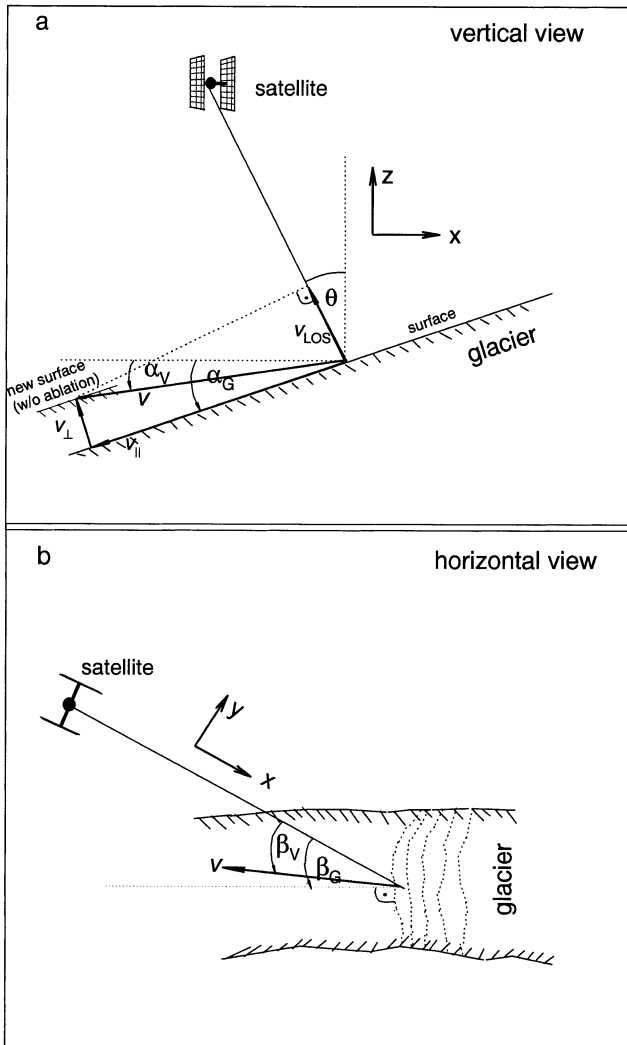 a
vertical view
satellite
z
x
θ
v_LOS
surface
glacier
new surface
(w/o ablation)
α_V
α_G
v
v_⊥
v_||
b
horizontal view
satellite
y
x
β_V
β_G
v
glacier